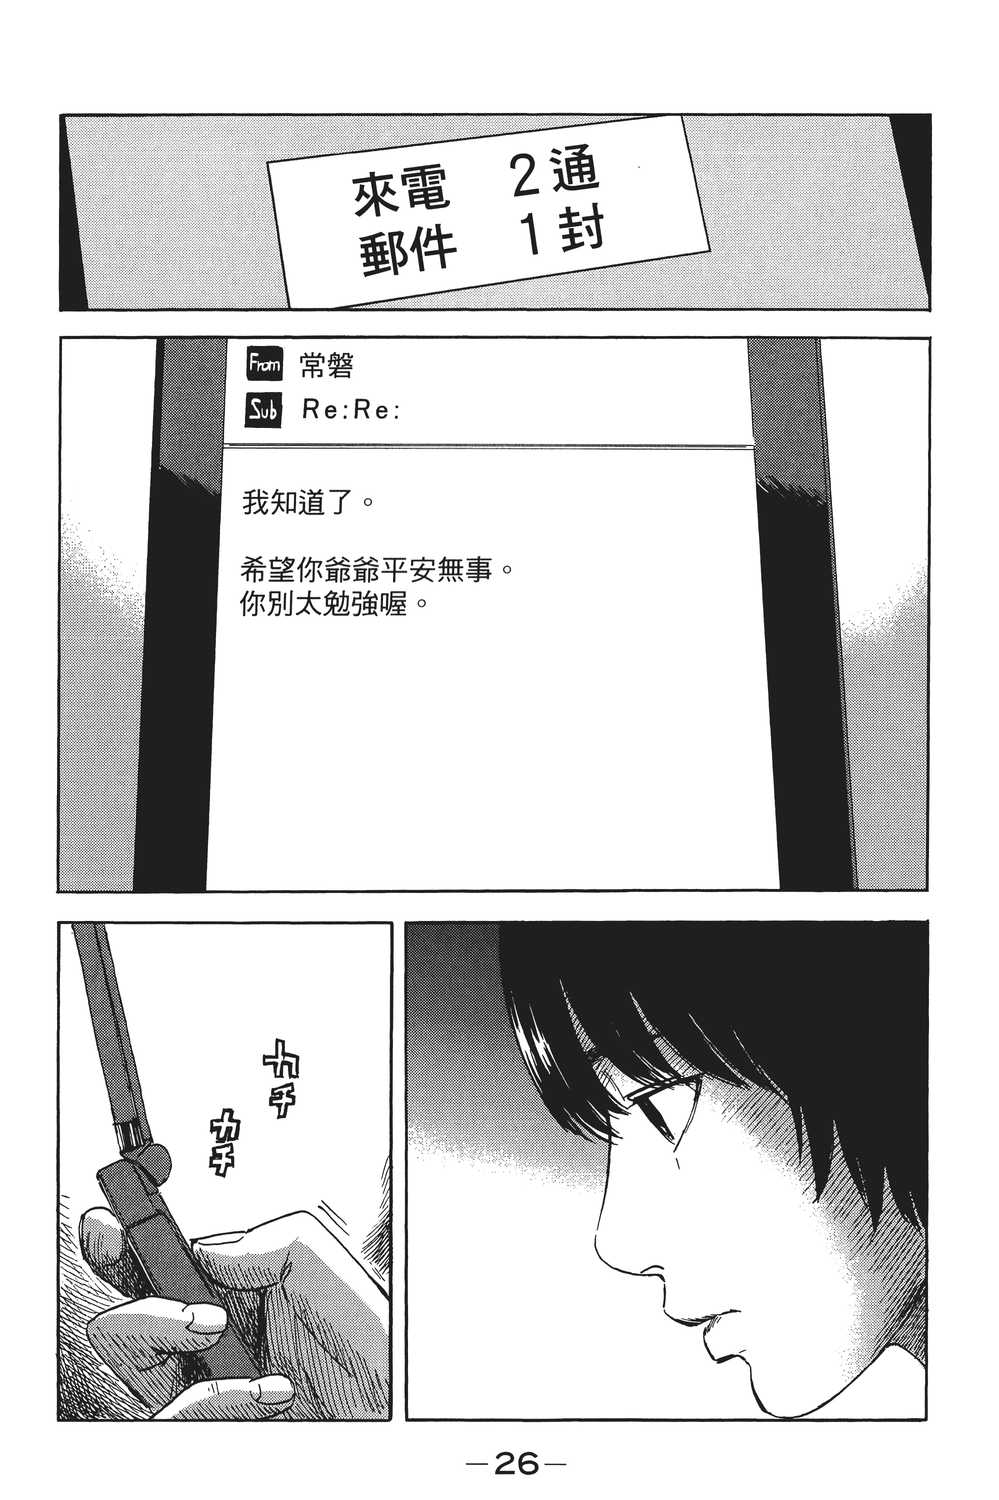 來電 2通
郵件 1封
From 常磐
Sub Re:Re:
我知道了。
希望你爺爺平安無事。
你別太勉強喔。
カチ
カチ
—26—